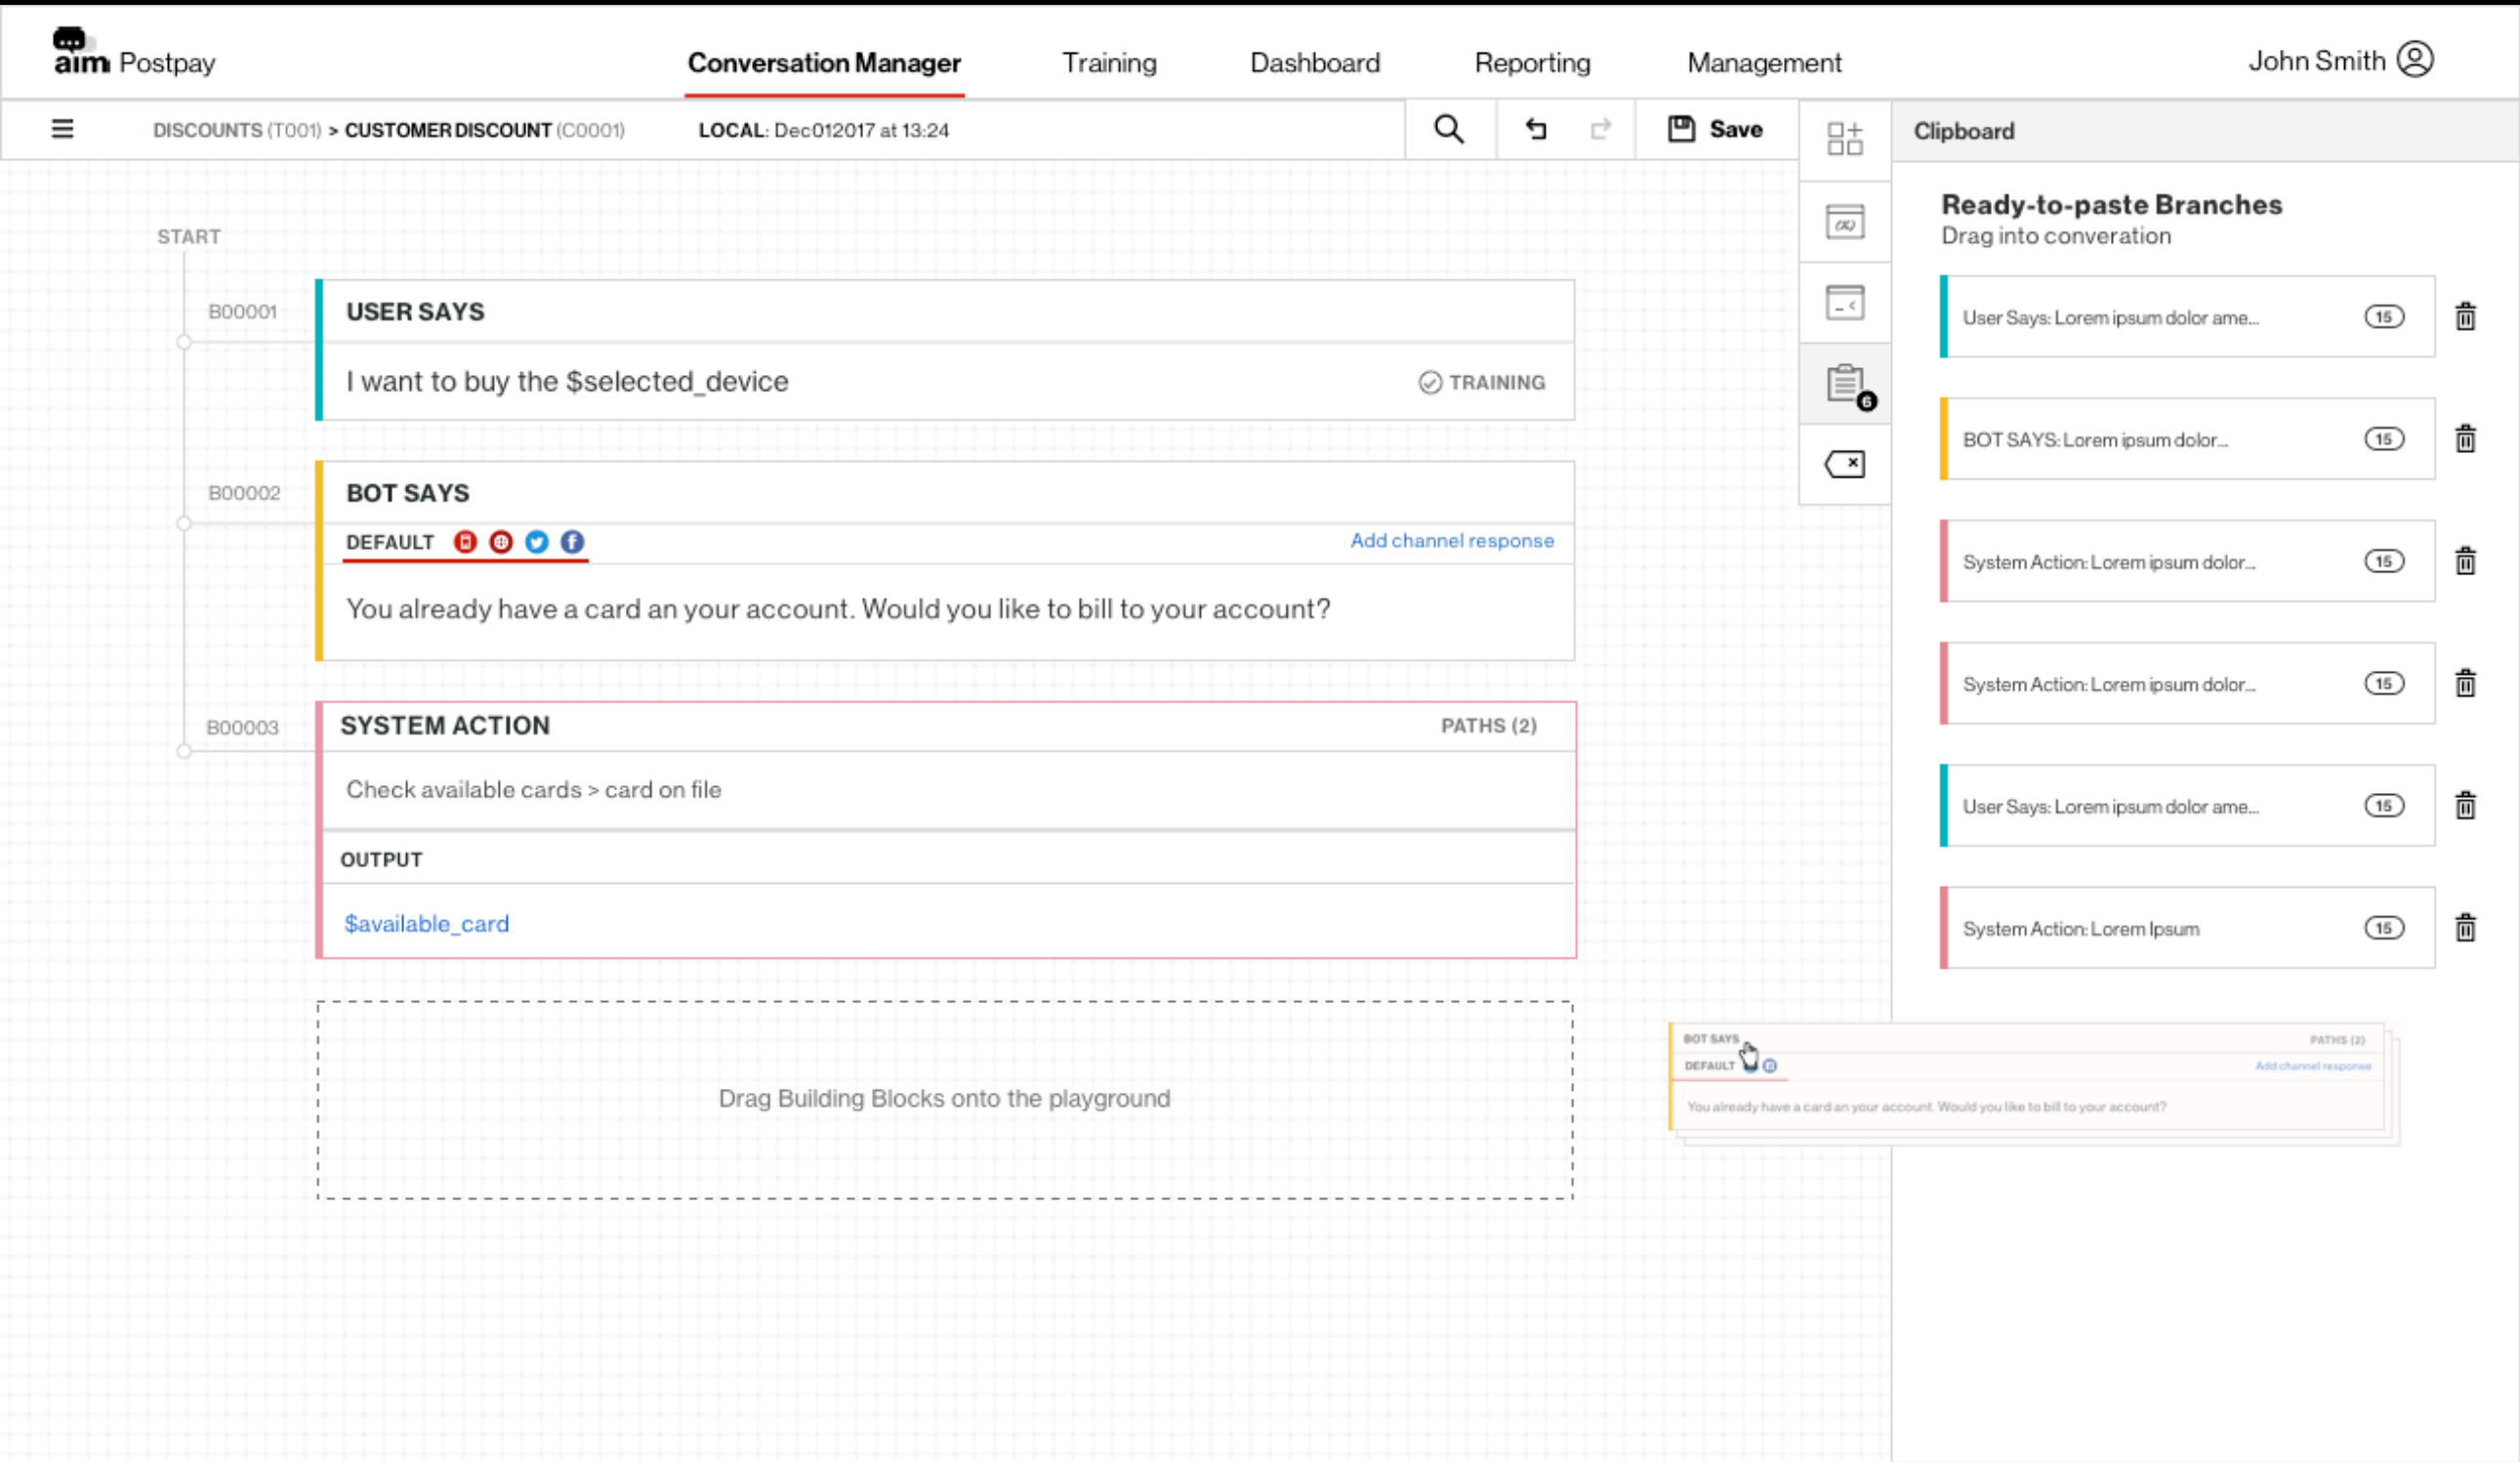 aim Postpay
Conversation Manager
Training
Dashboard
Reporting
Management
John Smith
DISCOUNTS (T001) > CUSTOMER DISCOUNT (C0001)
LOCAL: Dec012017 at 13:24
Save
Clipboard
START
B00001
USER SAYS
I want to buy the $selected_device
TRAINING
B00002
BOT SAYS
DEFAULT
Add channel response
You already have a card an your account. Would you like to bill to your account?
B00003
SYSTEM ACTION
PATHS (2)
Check available cards > card on file
OUTPUT
$available_card
Drag Building Blocks onto the playground
6
Ready-to-paste Branches
Drag into converation
User Says: Lorem ipsum dolor ame...
15
BOT SAYS: Lorem ipsum dolor...
15
System Action: Lorem ipsum dolor...
15
System Action: Lorem ipsum dolor...
15
User Says: Lorem ipsum dolor ame...
15
System Action: Lorem Ipsum
15
BOT SAYS
PATHS (2)
DEFAULT
Add channel response
You already have a card an your account. Would you like to bill to your account?